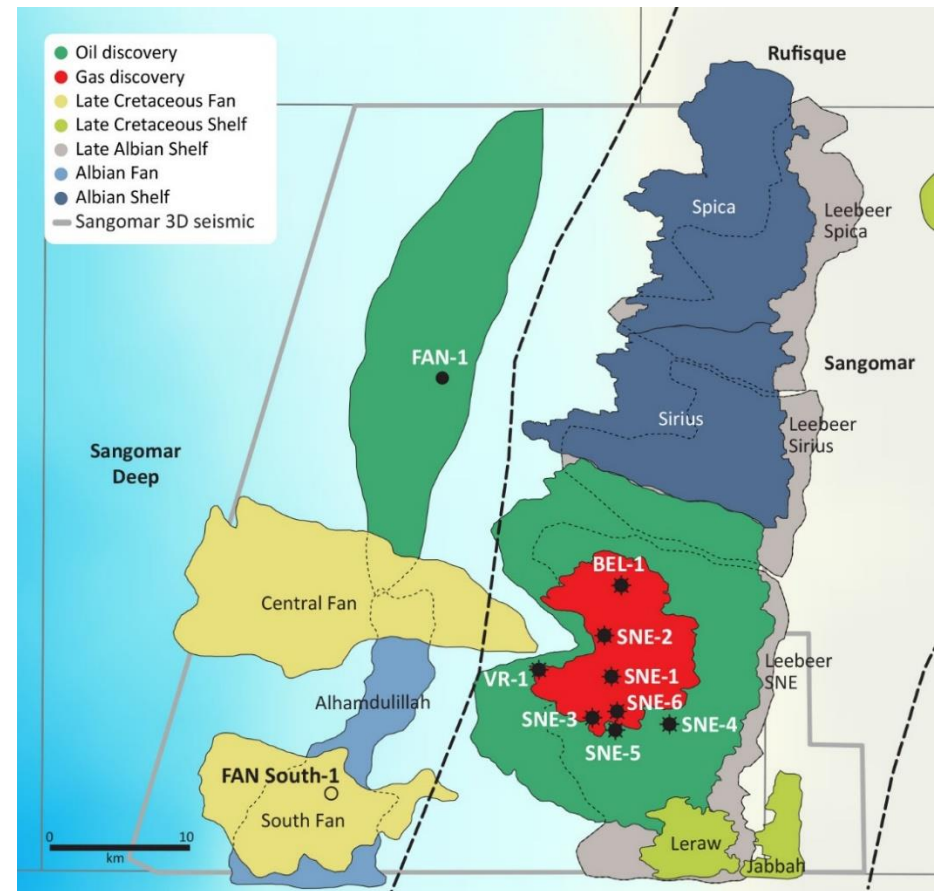 Oil discovery
Gas discovery
Late Cretaceous Fan
Late Cretaceous Shelf
Late Albian Shelf
Albian Fan
Albian Shelf
Sangomar 3D seismic
Rufisque
Spica
Leebeer
Spica
FAN-1
Sangomar
Sirius
Leebeer
Sirius
Sangomar
Deep
BEL-1
Central Fan
SNE-2
VR-1
SNE-1
Leebeer
SNE
Alhamdulillah
SNE-6
SNE-3
SNE-4
SNE-5
FAN South-1
South Fan
0
10
km
Leraw
Jabbah